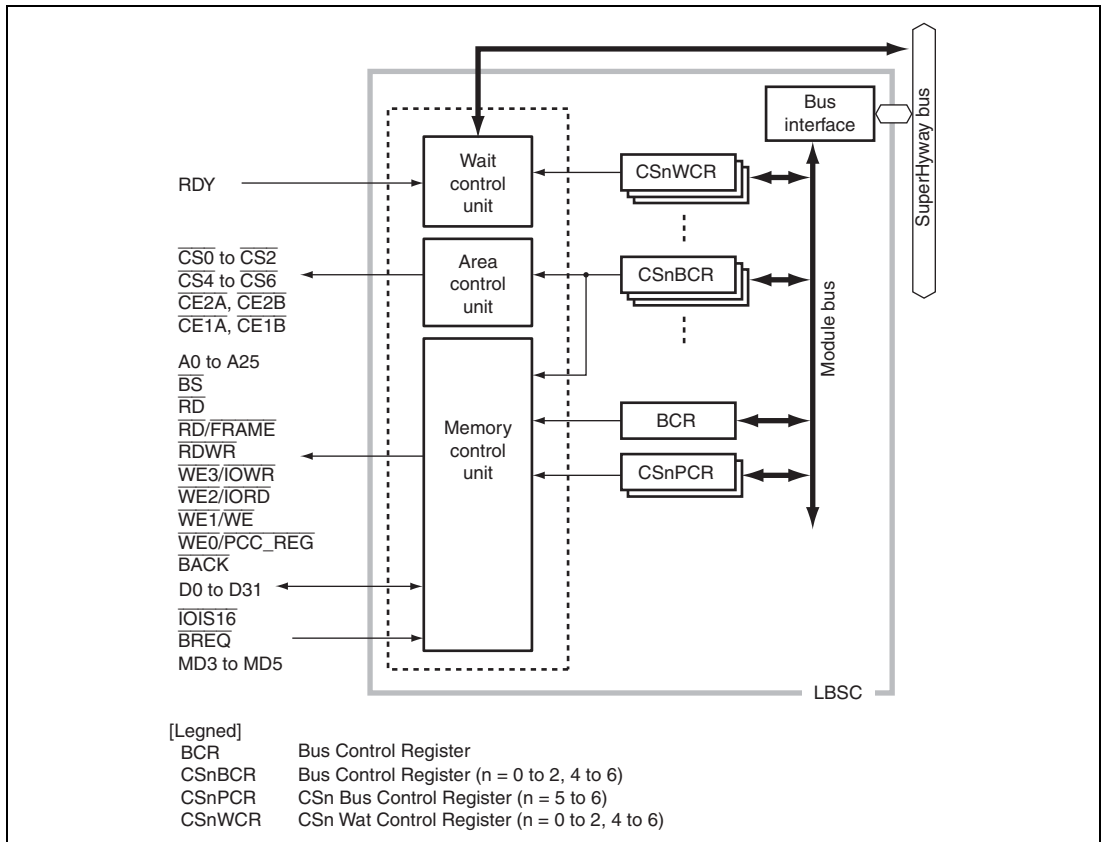 Bus
interface
SuperHyway bus
Wait
control
unit
CSnWCR
RDY
CS0 to CS2
CS4 to CS6
CE2A, CE2B
CE1A, CE1B
Area
control
unit
CSnBCR
Module bus
A0 to A25
BS
RD
RD/FRAME
RDWR
WE3/IOWR
WE2/IORD
WE1/WE
WE0/PCC_REG
BACK
D0 to D31
IOIS16
BREQ
MD3 to MD5
Memory
control
unit
BCR
CSnPCR
LBSC
[Legned]
BCR Bus Control Register
CSnBCR Bus Control Register (n = 0 to 2, 4 to 6)
CSnPCR CSn Bus Control Register (n = 5 to 6)
CSnWCR CSn Wat Control Register (n = 0 to 2, 4 to 6)